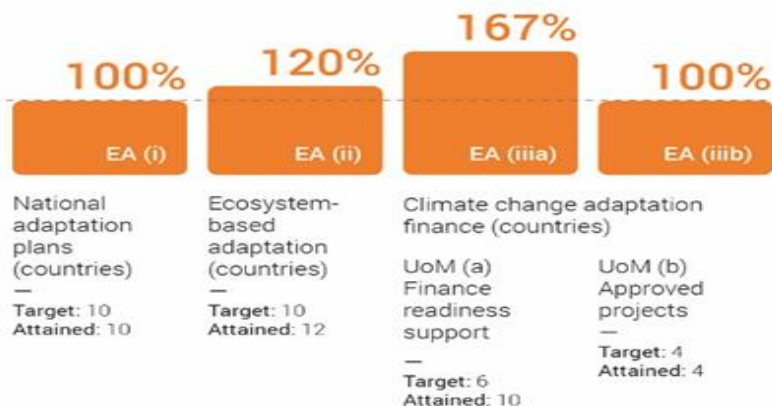 100%
120%
167%
100%
EA (i)
EA (ii)
EA (iiia)
EA (iiib)
National
adaptation
plans
(countries)
—
Target: 10
Attained: 10
Ecosystem-
based
adaptation
(countries)
—
Target: 10
Attained: 12
Climate change adaptation
finance (countries)
UoM (a)
Finance
readiness
support
—
Target: 6
Attained: 10
UoM (b)
Approved
projects
—
Target: 4
Attained: 4